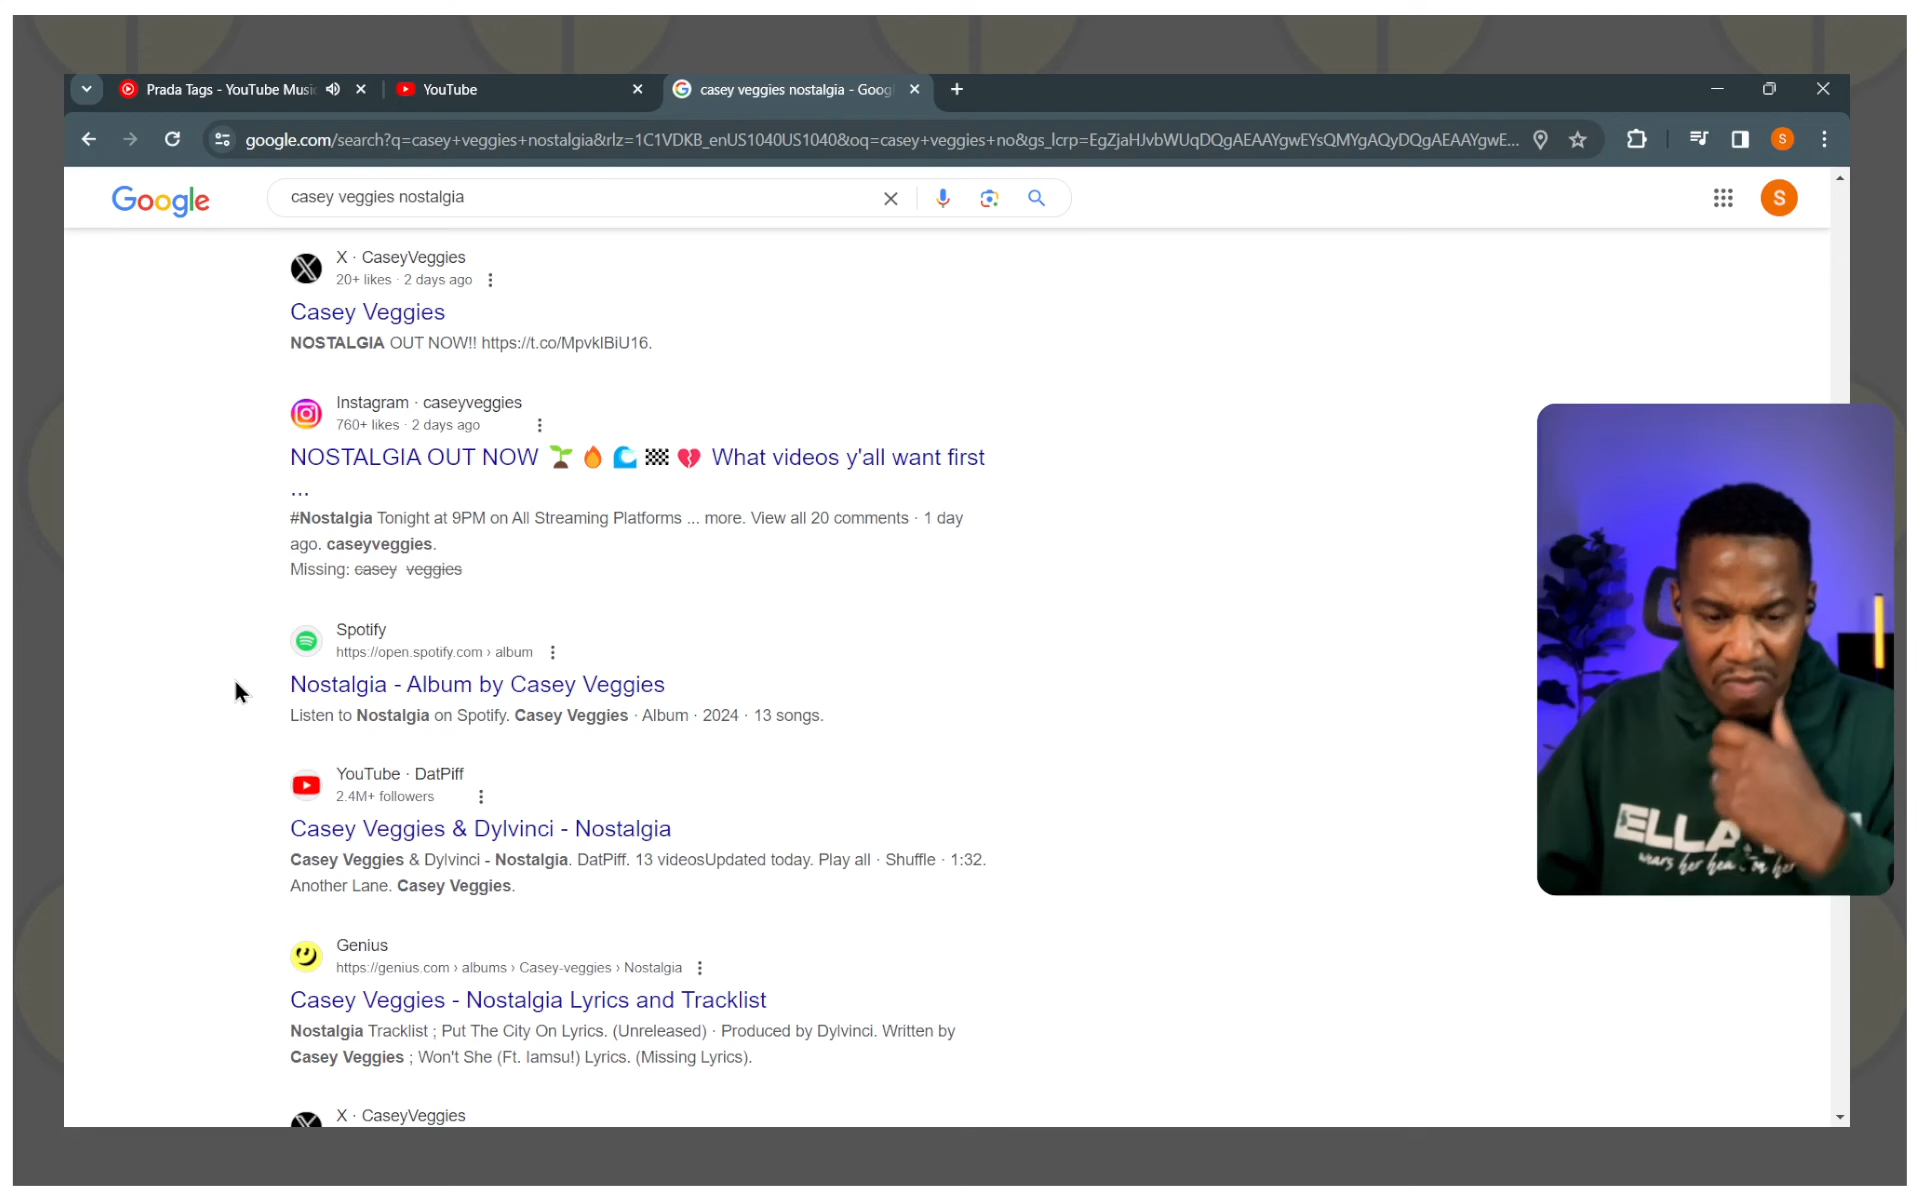 Prada Tags - YouTube Music
YouTube
casey veggies nostalgia - Goog
google.com/search?q=casey+veggies+nostalgia&rlz=1C1VDKB_enUS1040US1040&oq=casey+veggies+no&gs_lcrp=EgZjaHJvbWUqDQgAEAAYgwEYsQMYgAQyDQgAEAAYgwE...
S
Google
casey veggies nostalgia
S
X · CaseyVeggies
20+ likes · 2 days ago
Casey Veggies
NOSTALGIA OUT NOW!! https://t.co/MpvklBiU16.
Instagram · caseyveggies
760+ likes · 2 days ago
NOSTALGIA OUT NOW 🌱 🔥 🌊 🏁 💔 What videos y'all want first
...
#Nostalgia Tonight at 9PM on All Streaming Platforms ... more. View all 20 comments · 1 day
ago. caseyveggies.
Missing: casey veggies
Spotify
https://open.spotify.com › album
Nostalgia - Album by Casey Veggies
Listen to Nostalgia on Spotify. Casey Veggies · Album · 2024 · 13 songs.
YouTube · DatPiff
2.4M+ followers
Casey Veggies & Dylvinci - Nostalgia
Casey Veggies & Dylvinci - Nostalgia. DatPiff. 13 videosUpdated today. Play all · Shuffle · 1:32.
Another Lane. Casey Veggies.
Genius
https://genius.com › albums › Casey-veggies › Nostalgia
Casey Veggies - Nostalgia Lyrics and Tracklist
Nostalgia Tracklist ; Put The City On Lyrics. (Unreleased) · Produced by Dylvinci. Written by
Casey Veggies ; Won't She (Ft. Iamsu!) Lyrics. (Missing Lyrics).
X · CaseyVeggies
ELLA
wears her hea on her